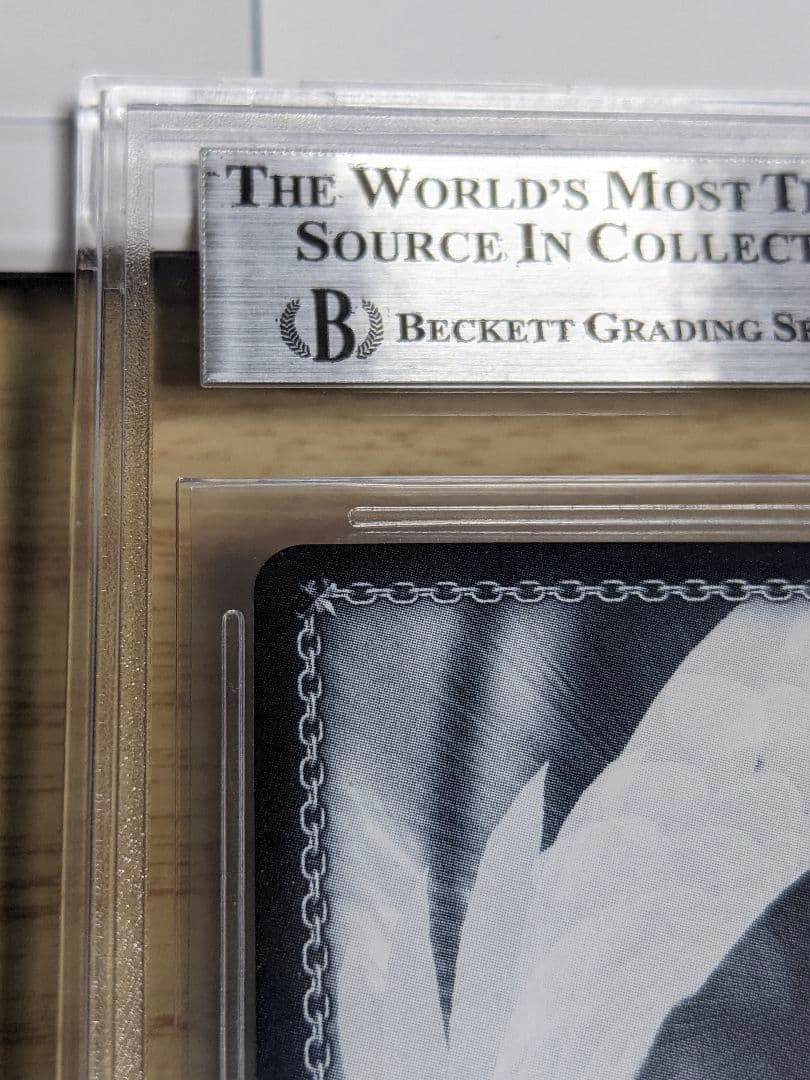 THE WORLD'S MOST
SOURCE IN COLLECT
B BECKETT GRADING